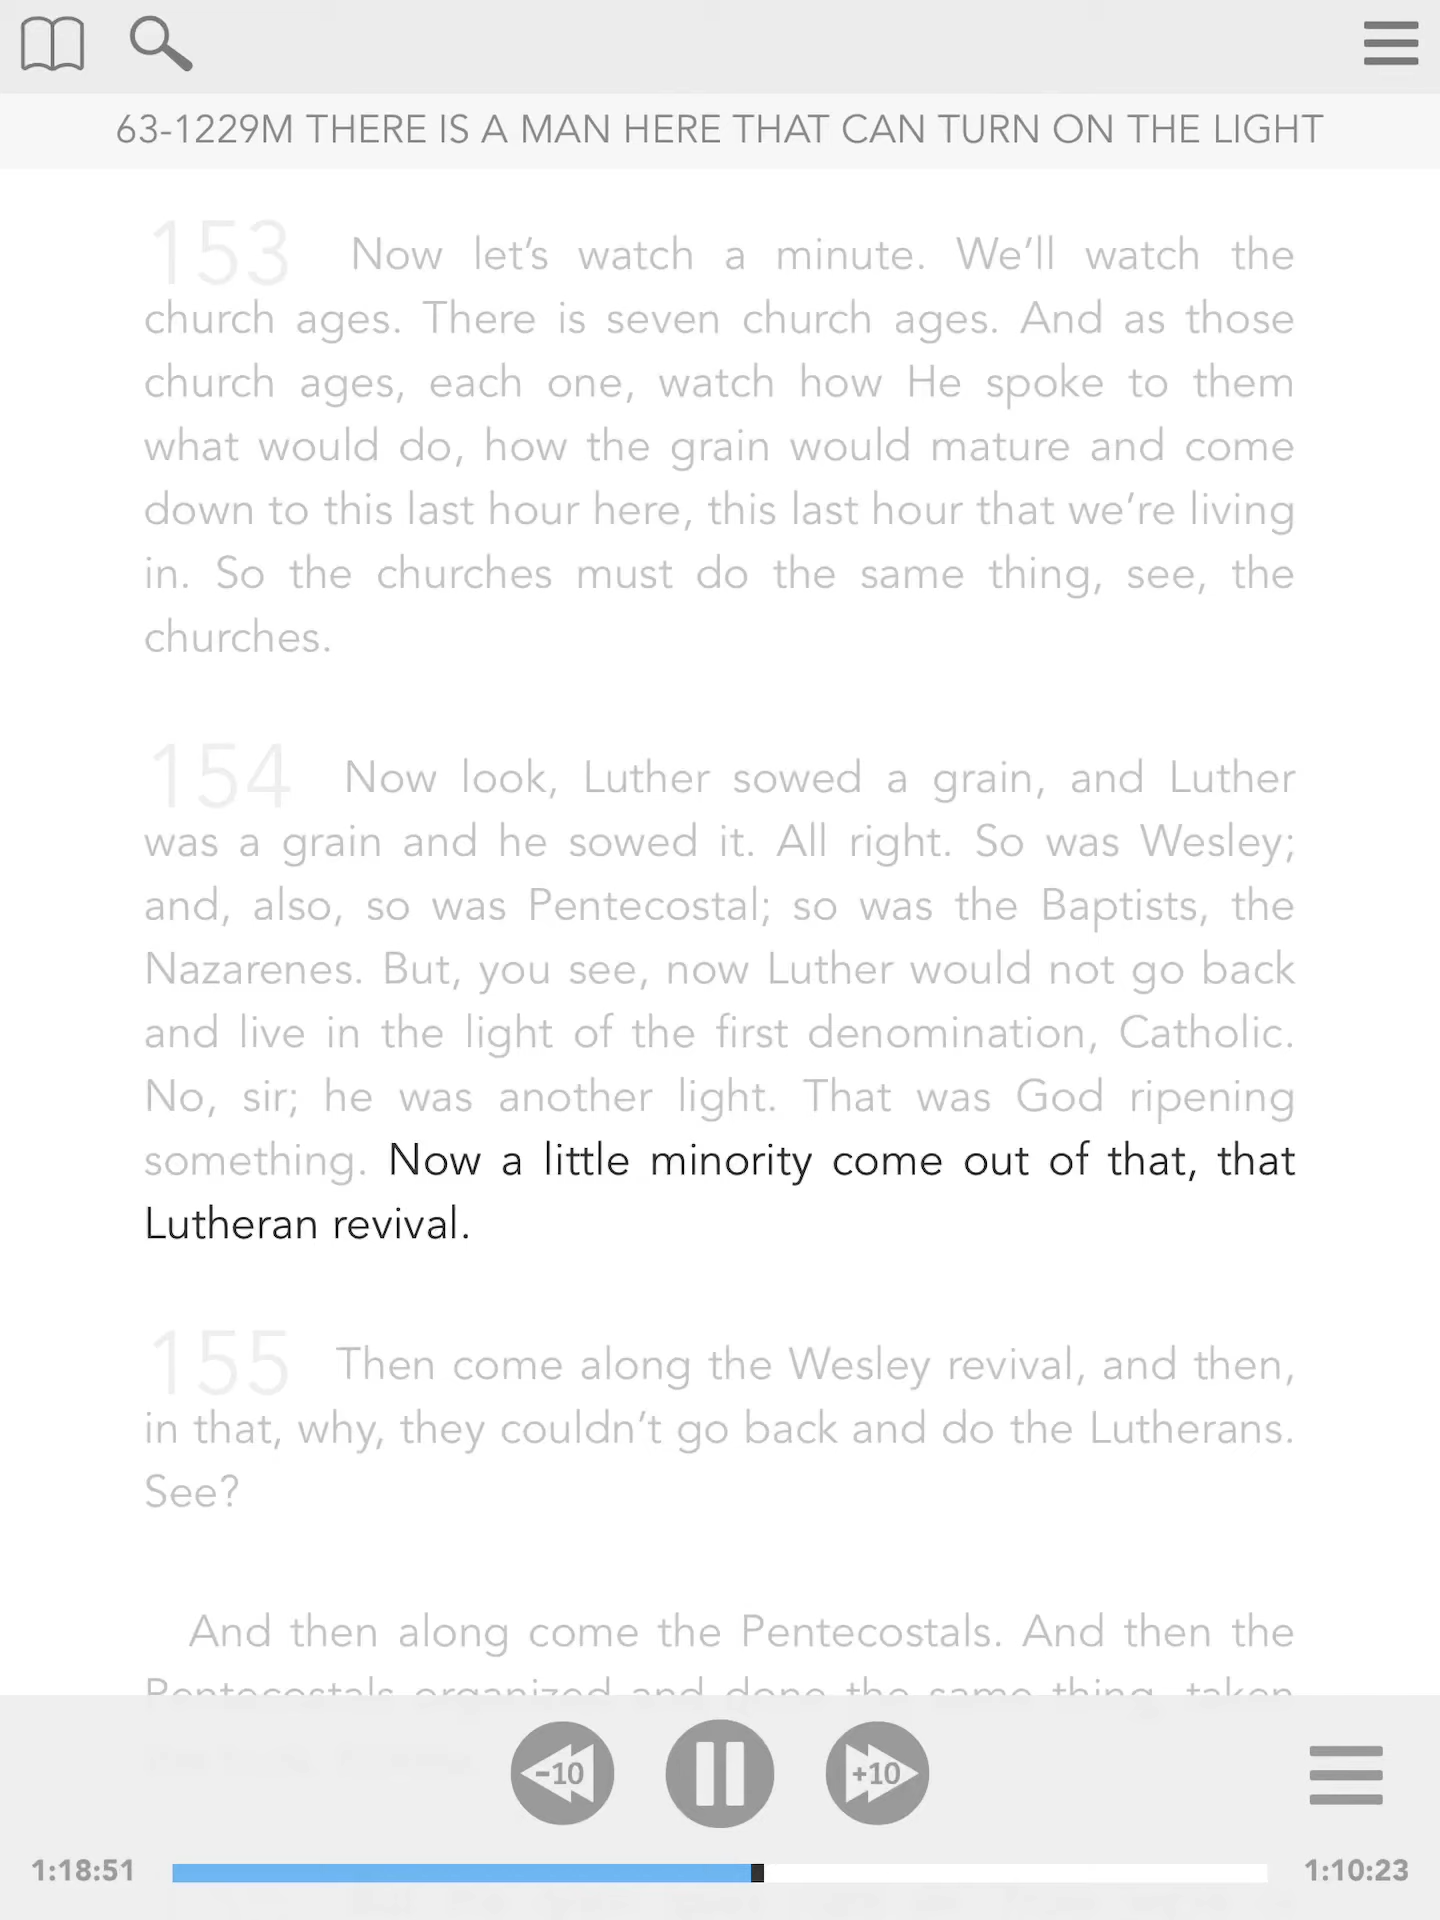 63-1229M THERE IS A MAN HERE THAT CAN TURN ON THE LIGHT
153 Now let’s watch a minute. We’ll watch the
church ages. There is seven church ages. And as those
church ages, each one, watch how He spoke to them
what would do, how the grain would mature and come
down to this last hour here, this last hour that we’re living
in. So the churches must do the same thing, see, the
churches.
154 Now look, Luther sowed a grain, and Luther
was a grain and he sowed it. All right. So was Wesley;
and, also, so was Pentecostal; so was the Baptists, the
Nazarenes. But, you see, now Luther would not go back
and live in the light of the first denomination, Catholic.
No, sir; he was another light. That was God ripening
something. Now a little minority come out of that, that
Lutheran revival.
155 Then come along the Wesley revival, and then,
in that, why, they couldn’t go back and do the Lutherans.
See?
And then along come the Pentecostals. And then the
Pentecostals organized and done the same thing, taken
-10
+10
1:18:51
1:10:23